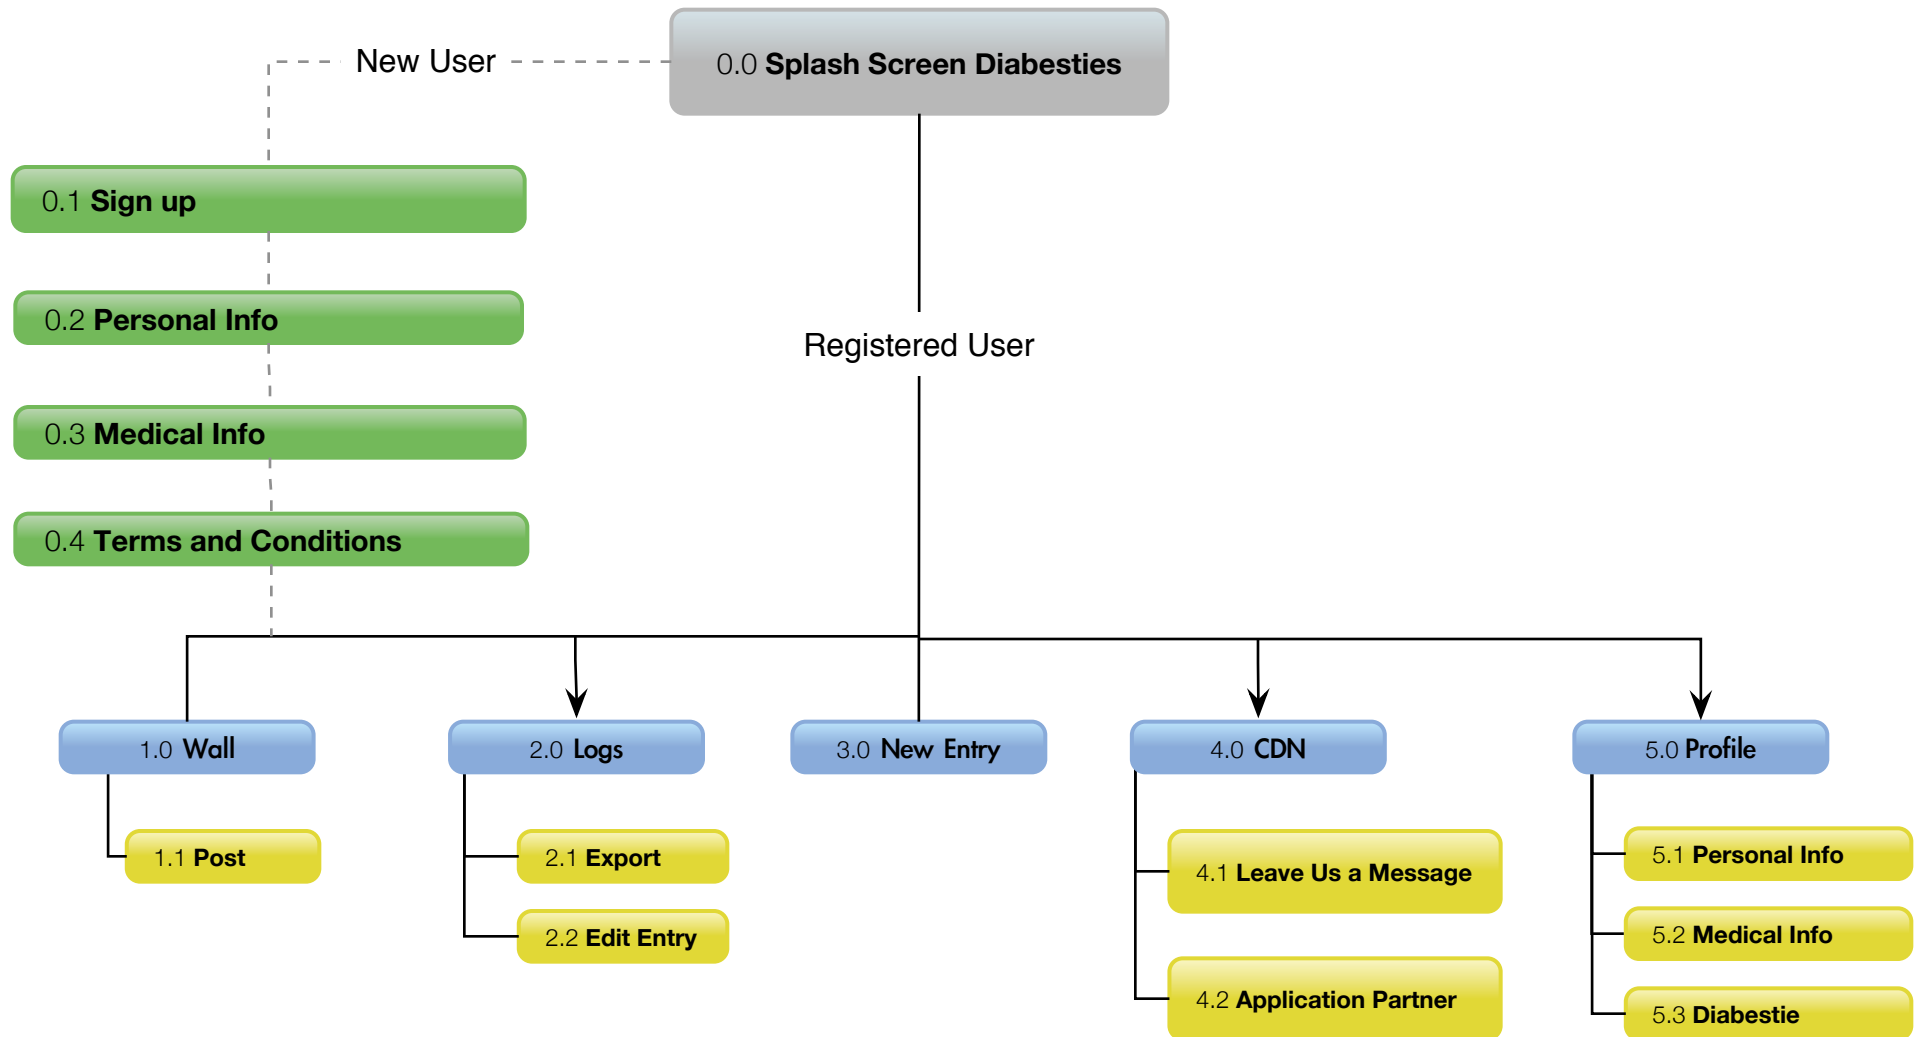 New User
0.0 Splash Screen Diabesties
0.1 Sign up
0.2 Personal Info
0.3 Medical Info
0.4 Terms and Conditions
Registered User
1.0 Wall
2.0 Logs
3.0 New Entry
4.0 CDN
5.0 Profile
1.1 Post
2.1 Export
2.2 Edit Entry
4.1 Leave Us a Message
4.2 Application Partner
5.1 Personal Info
5.2 Medical Info
5.3 Diabestie